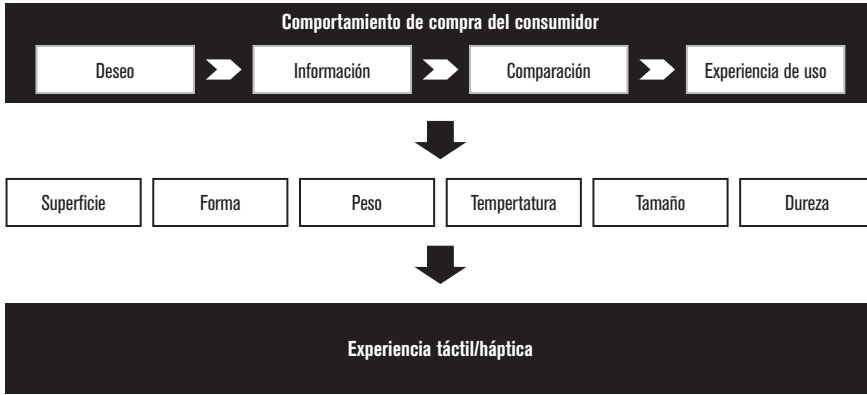 Comportamiento de compra del consumidor
Deseo
Información
Comparación
Experiencia de uso
Superficie
Forma
Peso
Tempertatura
Tamaño
Dureza
Experiencia táctil/háptica